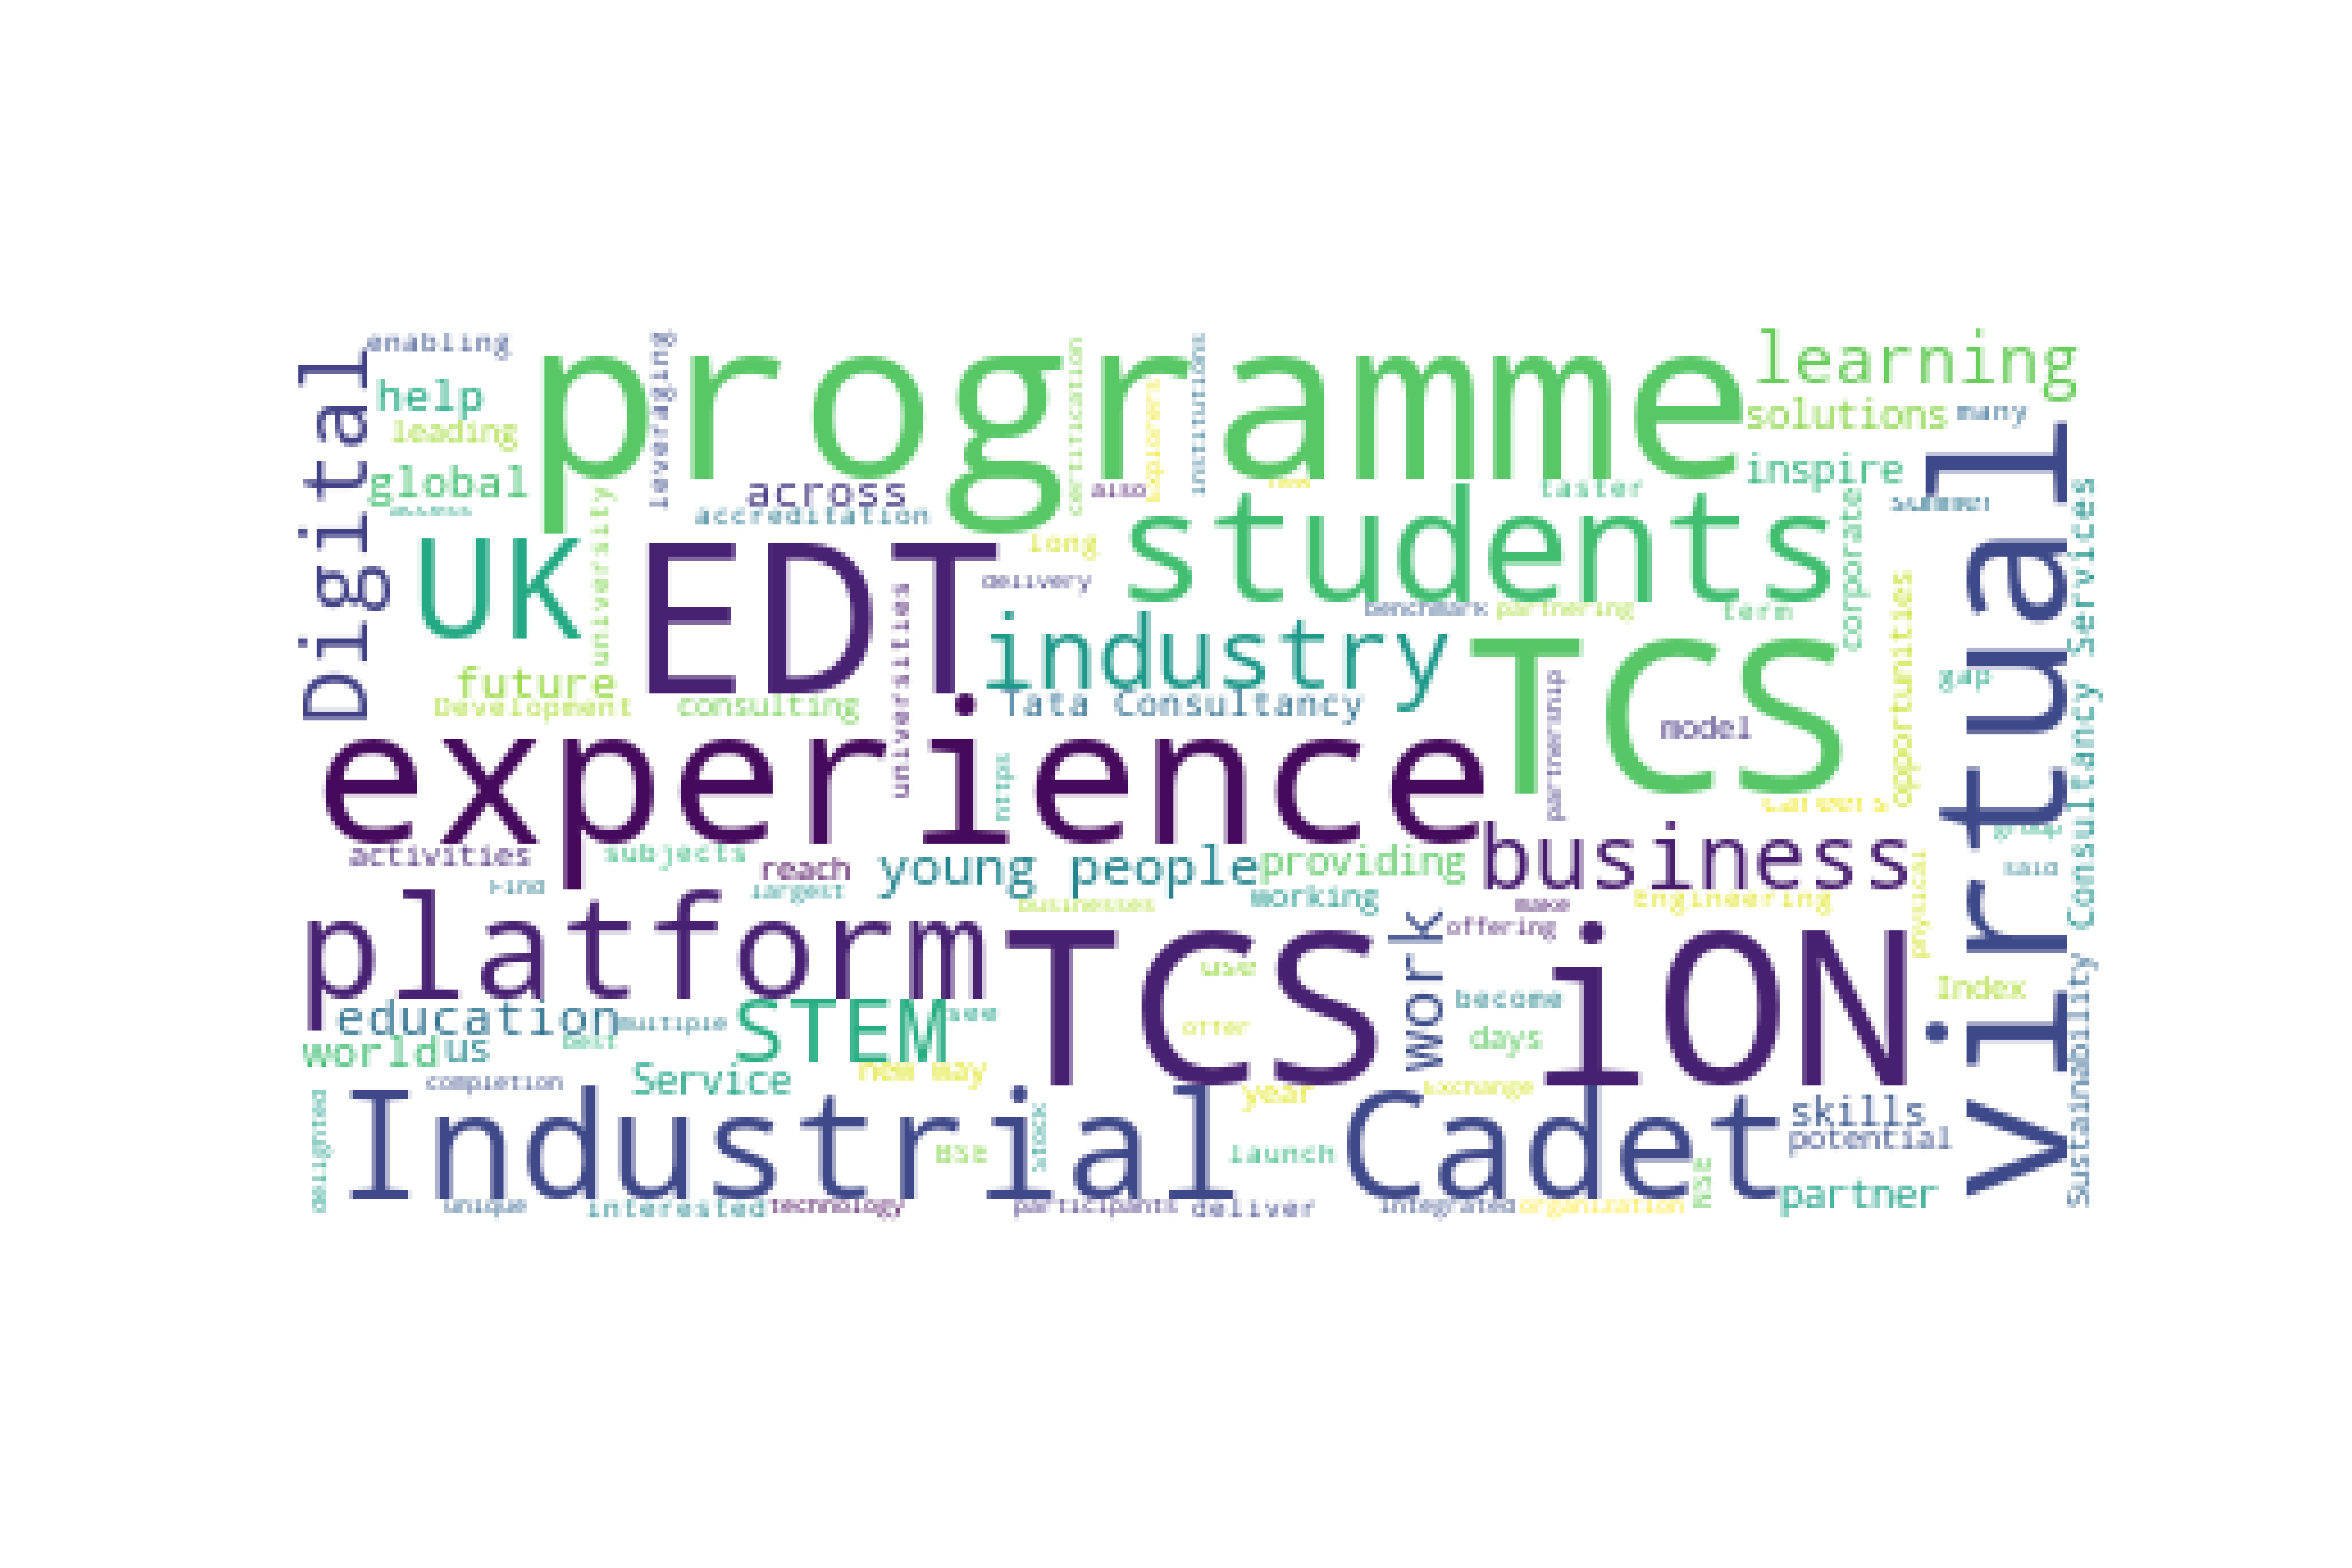 enabling
programme
learning
help
leveraging
certification
explorers
institutions
solutions
many
leading
Digital
global
across
also
inspire
access
accreditation
taster
summer
UK
university
EDT
long
students
corporate
virtual
Consultancy Services
delivery
benchmark
partnering
term
opportunities
industry
TCS
universities
future
Development
consulting
Tata Consultancy
partnership
model
gap
experience
https
careers
group
activities
subjects
reach
young people
providing
business
said
Find
largest
working
businesses
make
Engineering
physical
platform
TCS iON
work
offering
use
Index
education
multiple
STEM
see
become
Sustainability
world
us
best
offer
days
completion
Service
new way
year
Exchange
delighted
Industrial Cadet
stock
BSE
launch
NSE
skills
potential
partner
unique
interested
technology
participants
deliver
integrated
organization